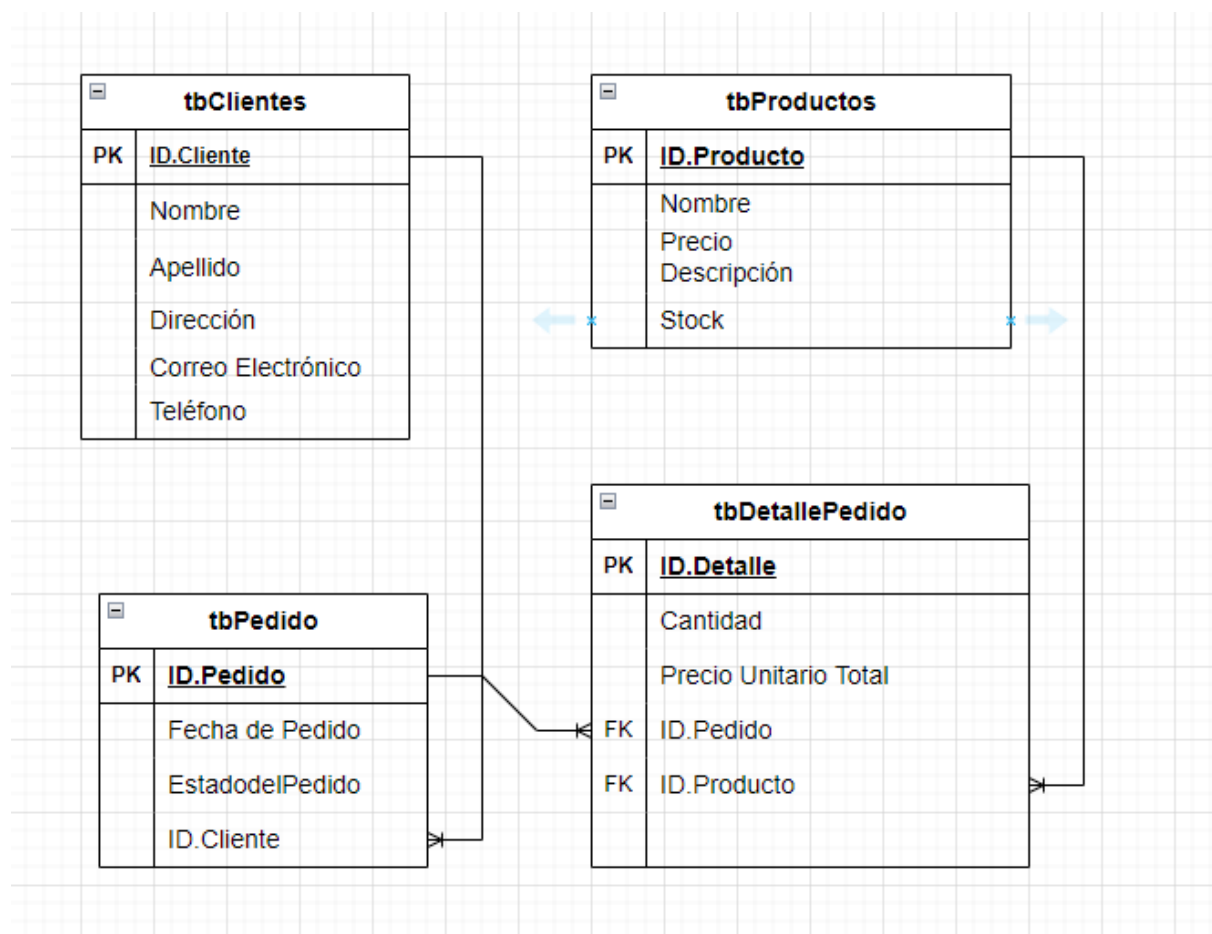 tbClientes
PK ID.Cliente
Nombre
Apellido
Dirección
Correo Electrónico
Teléfono
tbProductos
PK ID.Producto
Nombre
Precio
Descripción
Stock
tbPedido
PK ID.Pedido
Fecha de Pedido
EstadodelPedido
ID.Cliente
tbDetallePedido
PK ID.Detalle
Cantidad
Precio Unitario Total
FK ID.Pedido
FK ID.Producto